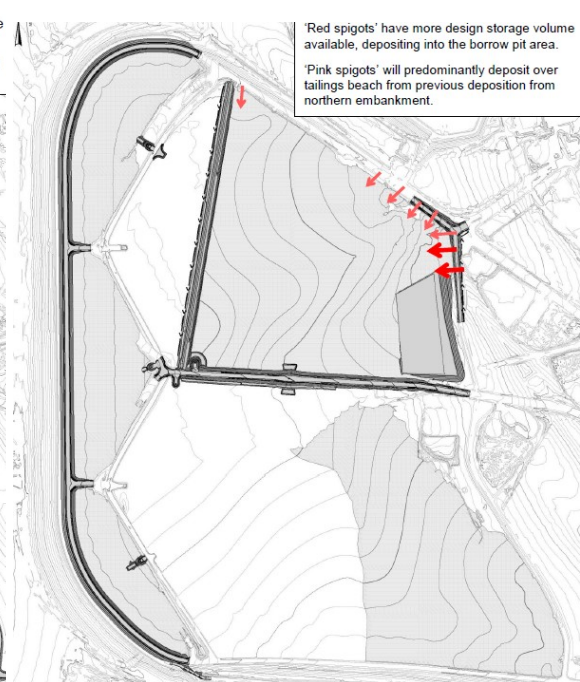 'Red spigots' have more design storage volume
available, depositing into the borrow pit area.
'Pink spigots' will predominantly deposit over
tailings beach from previous deposition from
northern embankment.